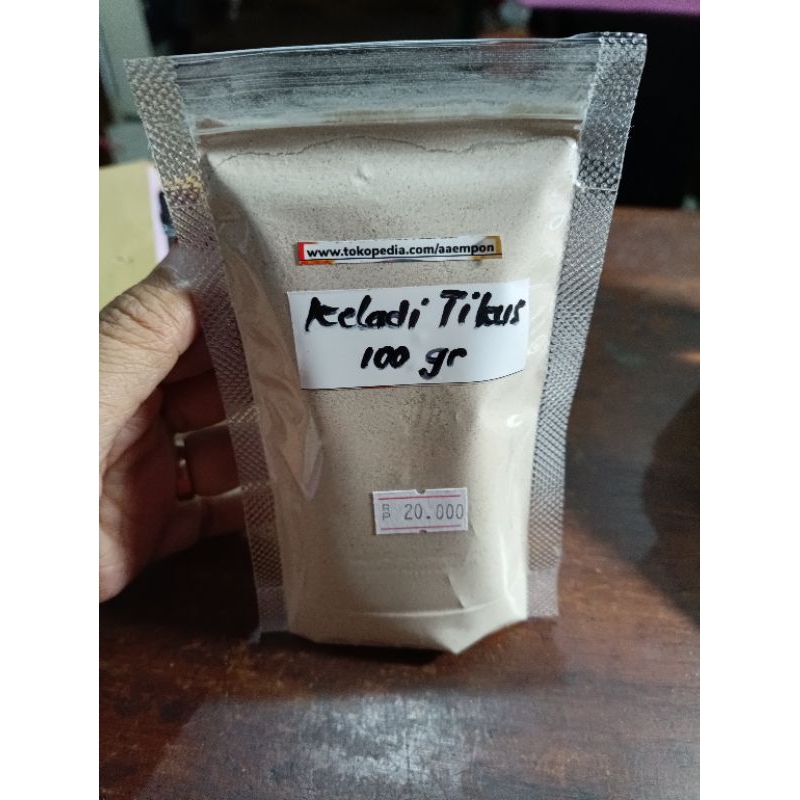 www.tokopedia.com/aaempon
Keladi Tikus
100 gr
RP 20.000